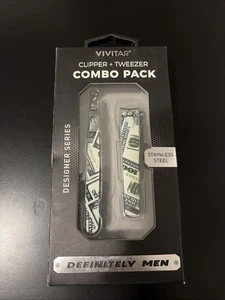 VIVITAR
CLIPPER + TWEEZER
COMBO PACK
DESIGNER SERIES
STAINLESS
STEEL
DEFINITELY MEN